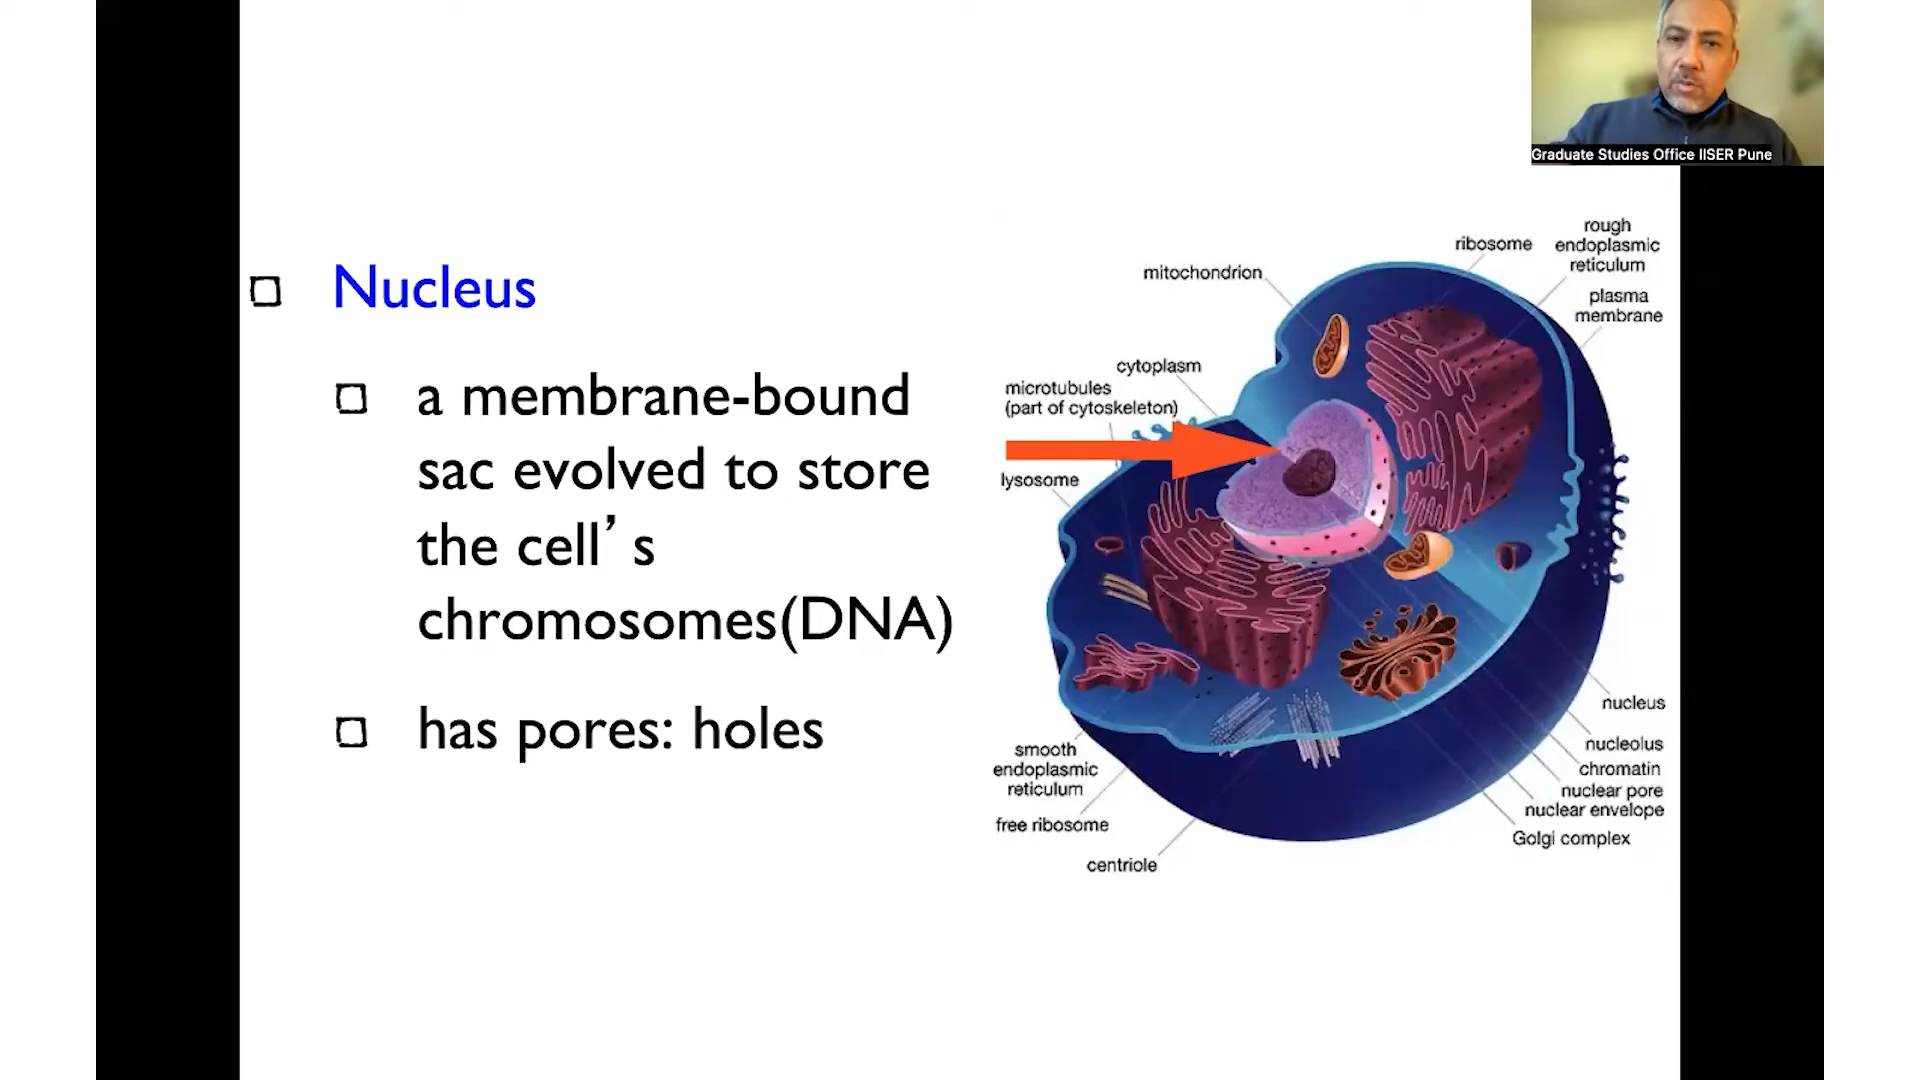 Graduate Studies Office IISER Pune
Nucleus
a membrane-bound
sac evolved to store
the cell’s
chromosomes(DNA)
has pores: holes
rough
endoplasmic
reticulum
ribosome
mitochondrion
plasma
membrane
cytoplasm
microtubules
(part of cytoskeleton)
lysosome
nucleus
nucleolus
chromatin
nuclear pore
nuclear envelope
Golgi complex
smooth
endoplasmic
reticulum
free ribosome
centriole